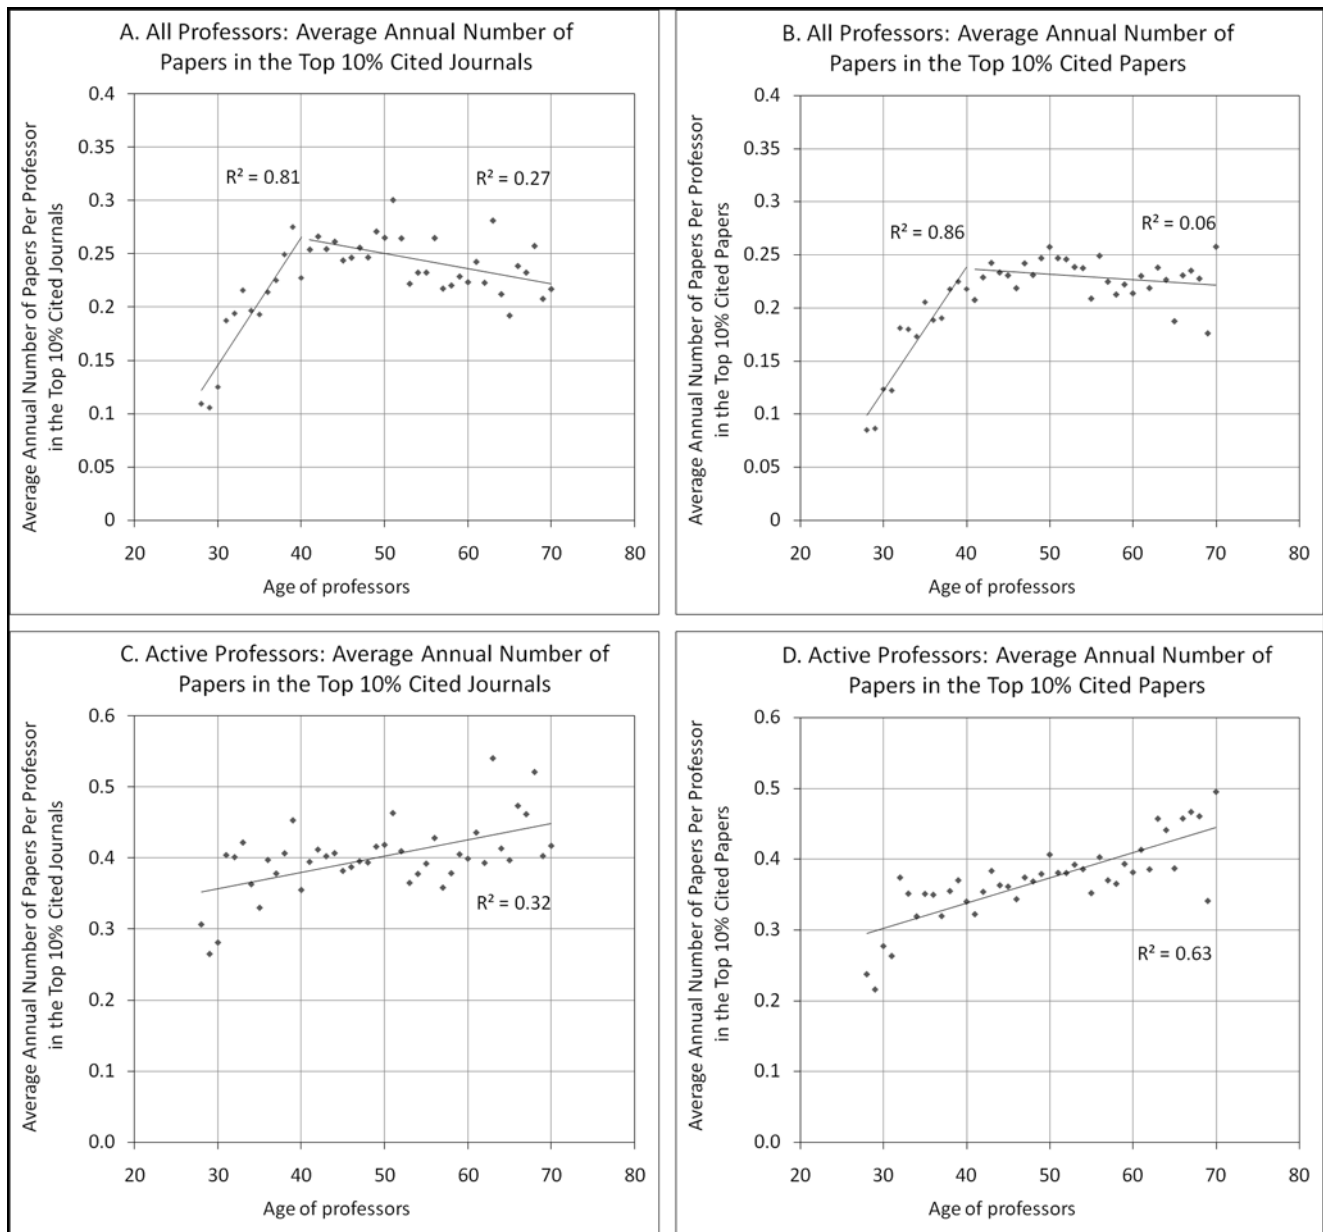 A. All Professors: Average Annual Number of
Papers in the Top 10% Cited Journals
Average Annual Number of Papers Per Professor
in the Top 10% Cited Journals
0.4
0.35
0.3
0.25
0.2
0.15
0.1
0.05
0
R² = 0.81
R² = 0.27
20
30
40
50
60
70
80
Age of professors
B. All Professors: Average Annual Number of
Papers in the Top 10% Cited Papers
Average Annual Number of Papers Per Professor
in the Top 10% Cited Papers
0.4
0.35
0.3
0.25
0.2
0.15
0.1
0.05
0
R² = 0.86
R² = 0.06
20
30
40
50
60
70
80
Age of professors
C. Active Professors: Average Annual Number of
Papers in the Top 10% Cited Journals
Average Annual Number of Papers Per Professor
in the Top 10% Cited Journals
0.6
0.5
0.4
0.3
0.2
0.1
0.0
R² = 0.32
20
30
40
50
60
70
80
Age of professors
D. Active Professors: Average Annual Number of
Papers in the Top 10% Cited Papers
Average Annual Number of Papers Per Professor
in the Top 10% Cited Papers
0.6
0.5
0.4
0.3
0.2
0.1
0.0
R² = 0.63
20
30
40
50
60
70
80
Age of professors